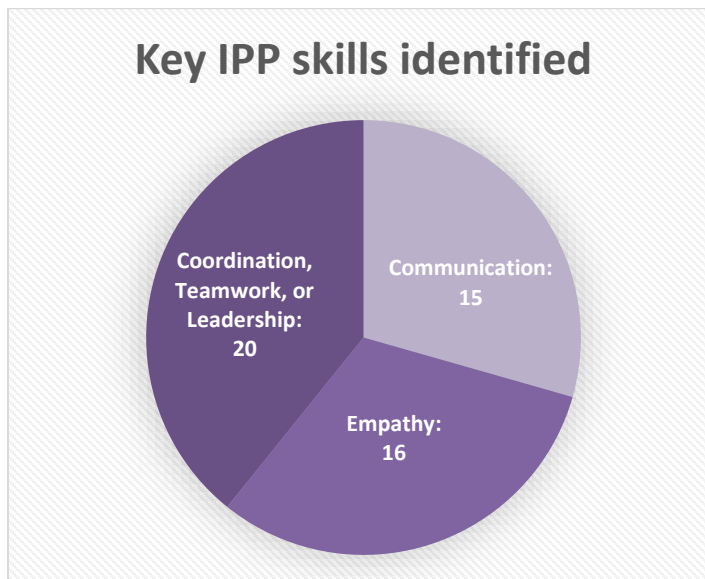 Key IPP skills identified
Coordination,
Teamwork, or
Leadership:
20
Communication:
15
Empathy:
16